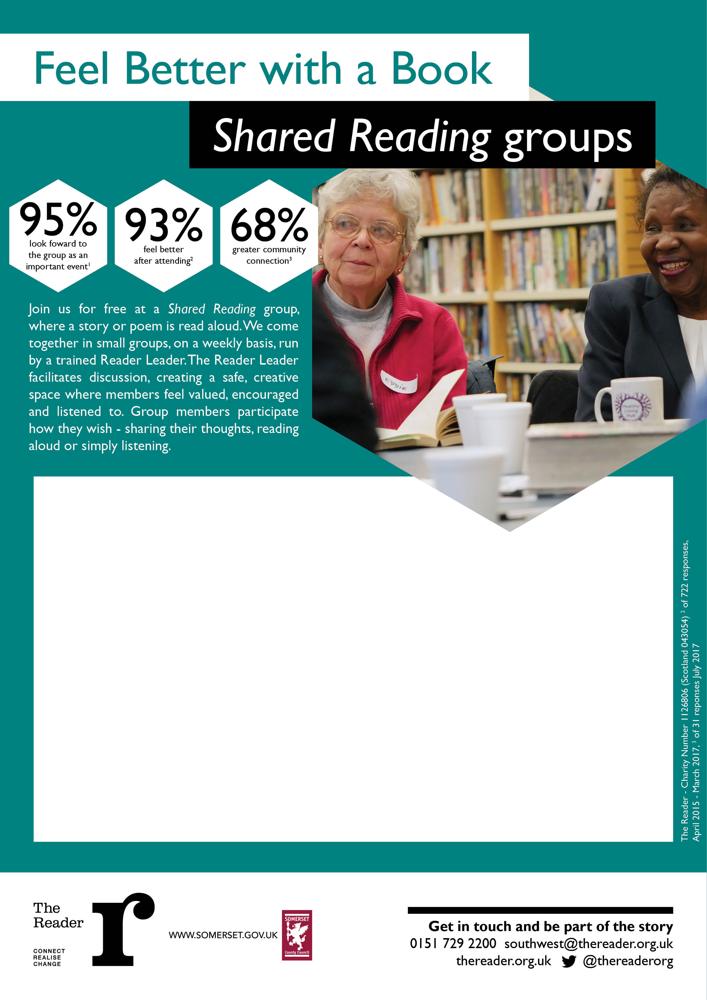 Feel Better with a Book
Shared Reading groups
95%
look foward to
the group as an
important event¹
93%
feel better
after attending²
68%
greater community
connection³
Join us for free at a Shared Reading group,
where a story or poem is read aloud. We come
together in small groups, on a weekly basis, run
by a trained Reader Leader. The Reader Leader
facilitates discussion, creating a safe, creative
space where members feel valued, encouraged
and listened to. Group members participate
how they wish - sharing their thoughts, reading
aloud or simply listening.
EDDIE
Healthy
Living
Hub
The Reader - Charity Number 1126806 (Scotland 043054) ² of 722 responses,
April 2015 - March 2017, ³ of 31 reponses July 2017
The
Reader
r
CONNECT
REALISE
CHANGE
WWW.SOMERSET.GOV.UK
SOMERSET
County Council
Get in touch and be part of the story
0151 729 2200 southwest@thereader.org.uk
thereader.org.uk @thereaderorg